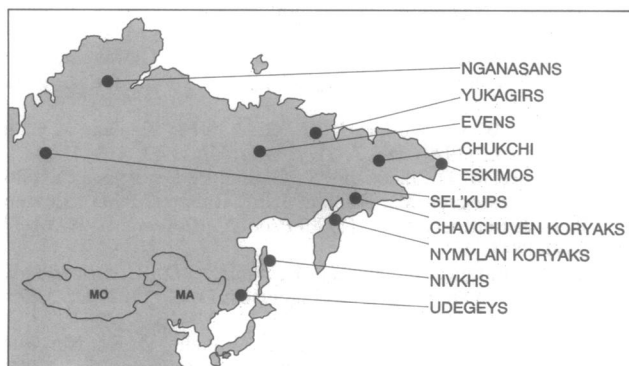 NGANASANS
YUKAGIRS
EVENS
CHUKCHI
ESKIMOS
SEL'KUPS
CHAVCHUVEN KORYAKS
NYMYLAN KORYAKS
NIVKHS
UDEGEYS
MO
MA